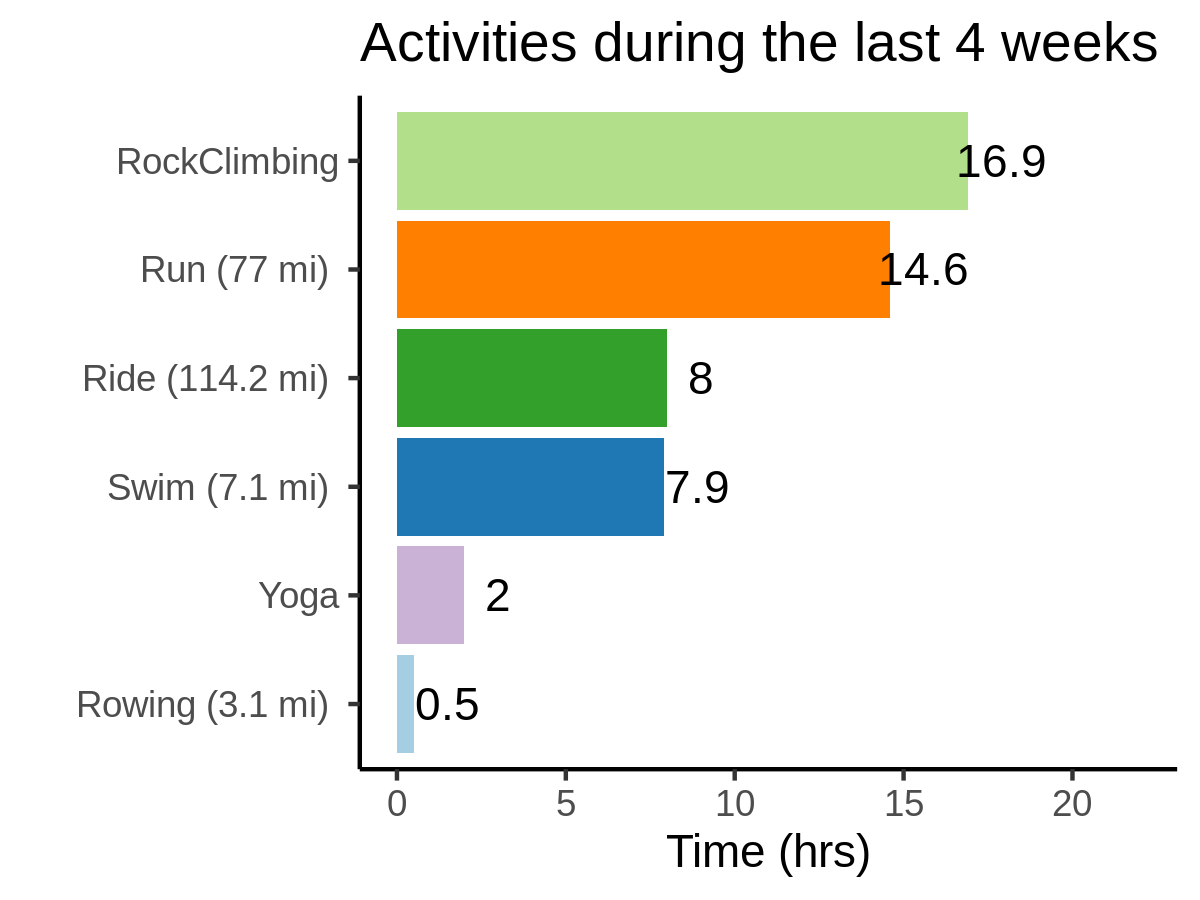 Activities during the last 4 weeks
RockClimbing 16.9
Run (77 mi) 14.6
Ride (114.2 mi) 8
Swim (7.1 mi) 7.9
Yoga 2
Rowing (3.1 mi) 0.5
0 5 10 15 20
Time (hrs)